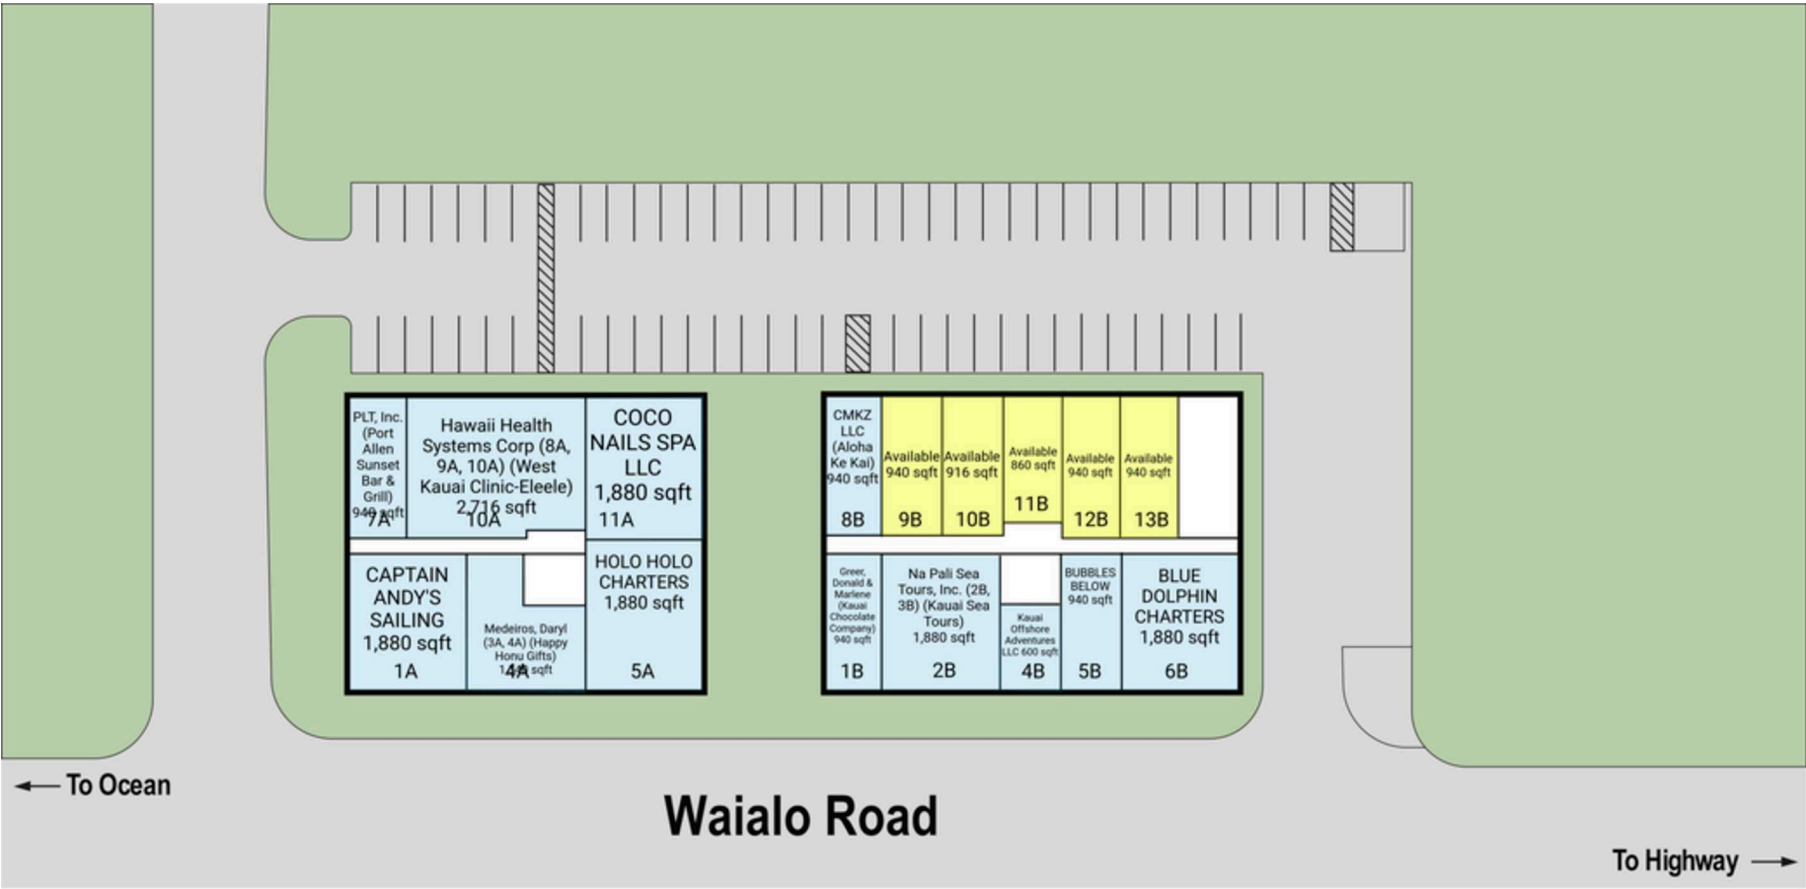 PLT, Inc.
(Port
Allen
Sunset
Bar &
Grill)
940 sqft
7A
Hawaii Health
Systems Corp (8A,
9A, 10A) (West
Kauai Clinic-Eleele)
2,716 sqft
10A
COCO
NAILS SPA
LLC
1,880 sqft
11A
CAPTAIN
ANDY'S
SAILING
1,880 sqft
1A
Medeiros, Daryl
(3A, 4A) (Happy
Honu Gifts)
sqft
4A
HOLO HOLO
CHARTERS
1,880 sqft
5A
CMKZ
LLC
(Aloha
Ke Kai)
940 sqft
8B
Available
940 sqft
9B
Available
916 sqft
10B
Available
860 sqft
11B
Available
940 sqft
12B
Available
940 sqft
13B
Greer,
Donald &
Marlene
(Kauai
Chocolate
Company)
940 sqft
1B
Na Pali Sea
Tours, Inc. (2B,
3B) (Kauai Sea
Tours)
1,880 sqft
2B
Kauai
Offshore
Adventures
LLC 600 sqft
4B
BUBBLES
BELOW
940 sqft
5B
BLUE
DOLPHIN
CHARTERS
1,880 sqft
6B
To Ocean
Waialo Road
To Highway